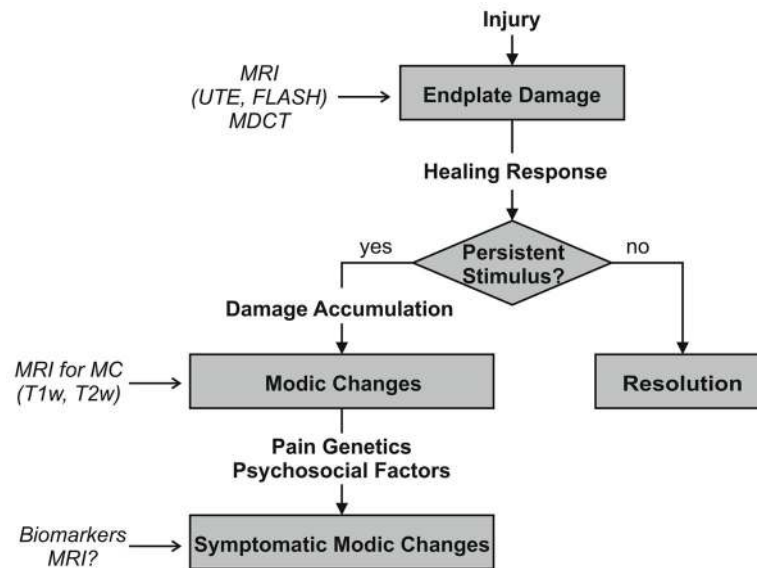 Injury
MRI
(UTE, FLASH)
MDCT
Endplate Damage
Healing Response
yes
Persistent
Stimulus?
no
Damage Accumulation
MRI for MC
(T1w, T2w)
Modic Changes
Resolution
Pain Genetics
Psychosocial Factors
Biomarkers
MRI?
Symptomatic Modic Changes